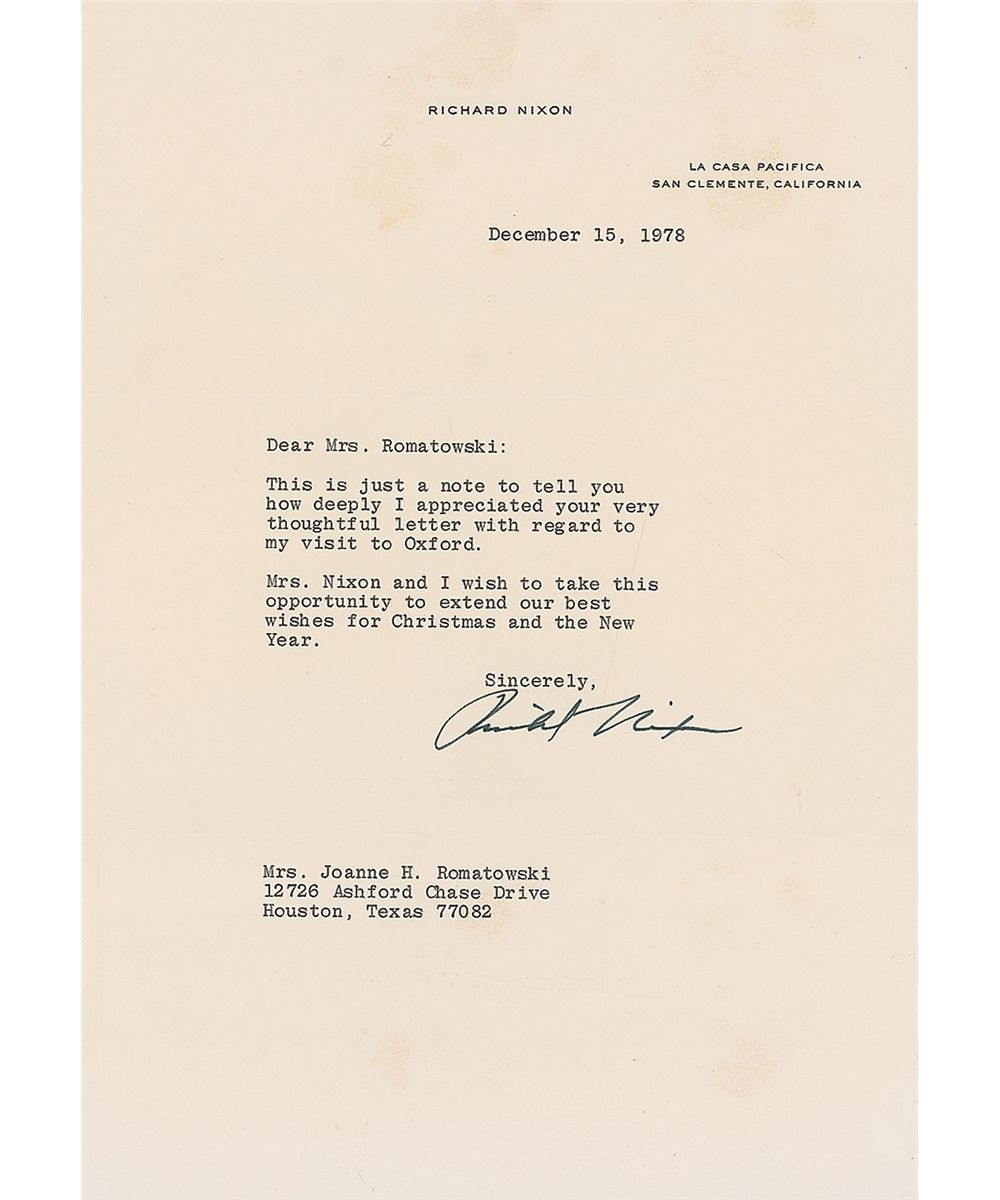 RICHARD NIXON
LA CASA PACIFICA
SAN CLEMENTE, CALIFORNIA
December 15, 1978
Dear Mrs. Romatowski:
This is just a note to tell you
how deeply I appreciated your very
thoughtful letter with regard to
my visit to Oxford.
Mrs. Nixon and I wish to take this
opportunity to extend our best
wishes for Christmas and the New
Year.
Sincerely,
Richard Nixon
Mrs. Joanne H. Romatowski
12726 Ashford Chase Drive
Houston, Texas 77082